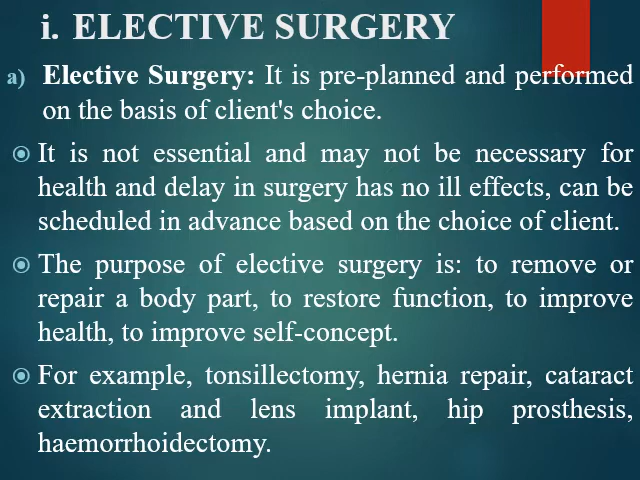 i. ELECTIVE SURGERY
a) Elective Surgery: It is pre-planned and performed
on the basis of client's choice.
It is not essential and may not be necessary for
health and delay in surgery has no ill effects, can be
scheduled in advance based on the choice of client.
The purpose of elective surgery is: to remove or
repair a body part, to restore function, to improve
health, to improve self-concept.
For example, tonsillectomy, hernia repair, cataract
extraction and lens implant, hip prosthesis,
haemorrhoidectomy.